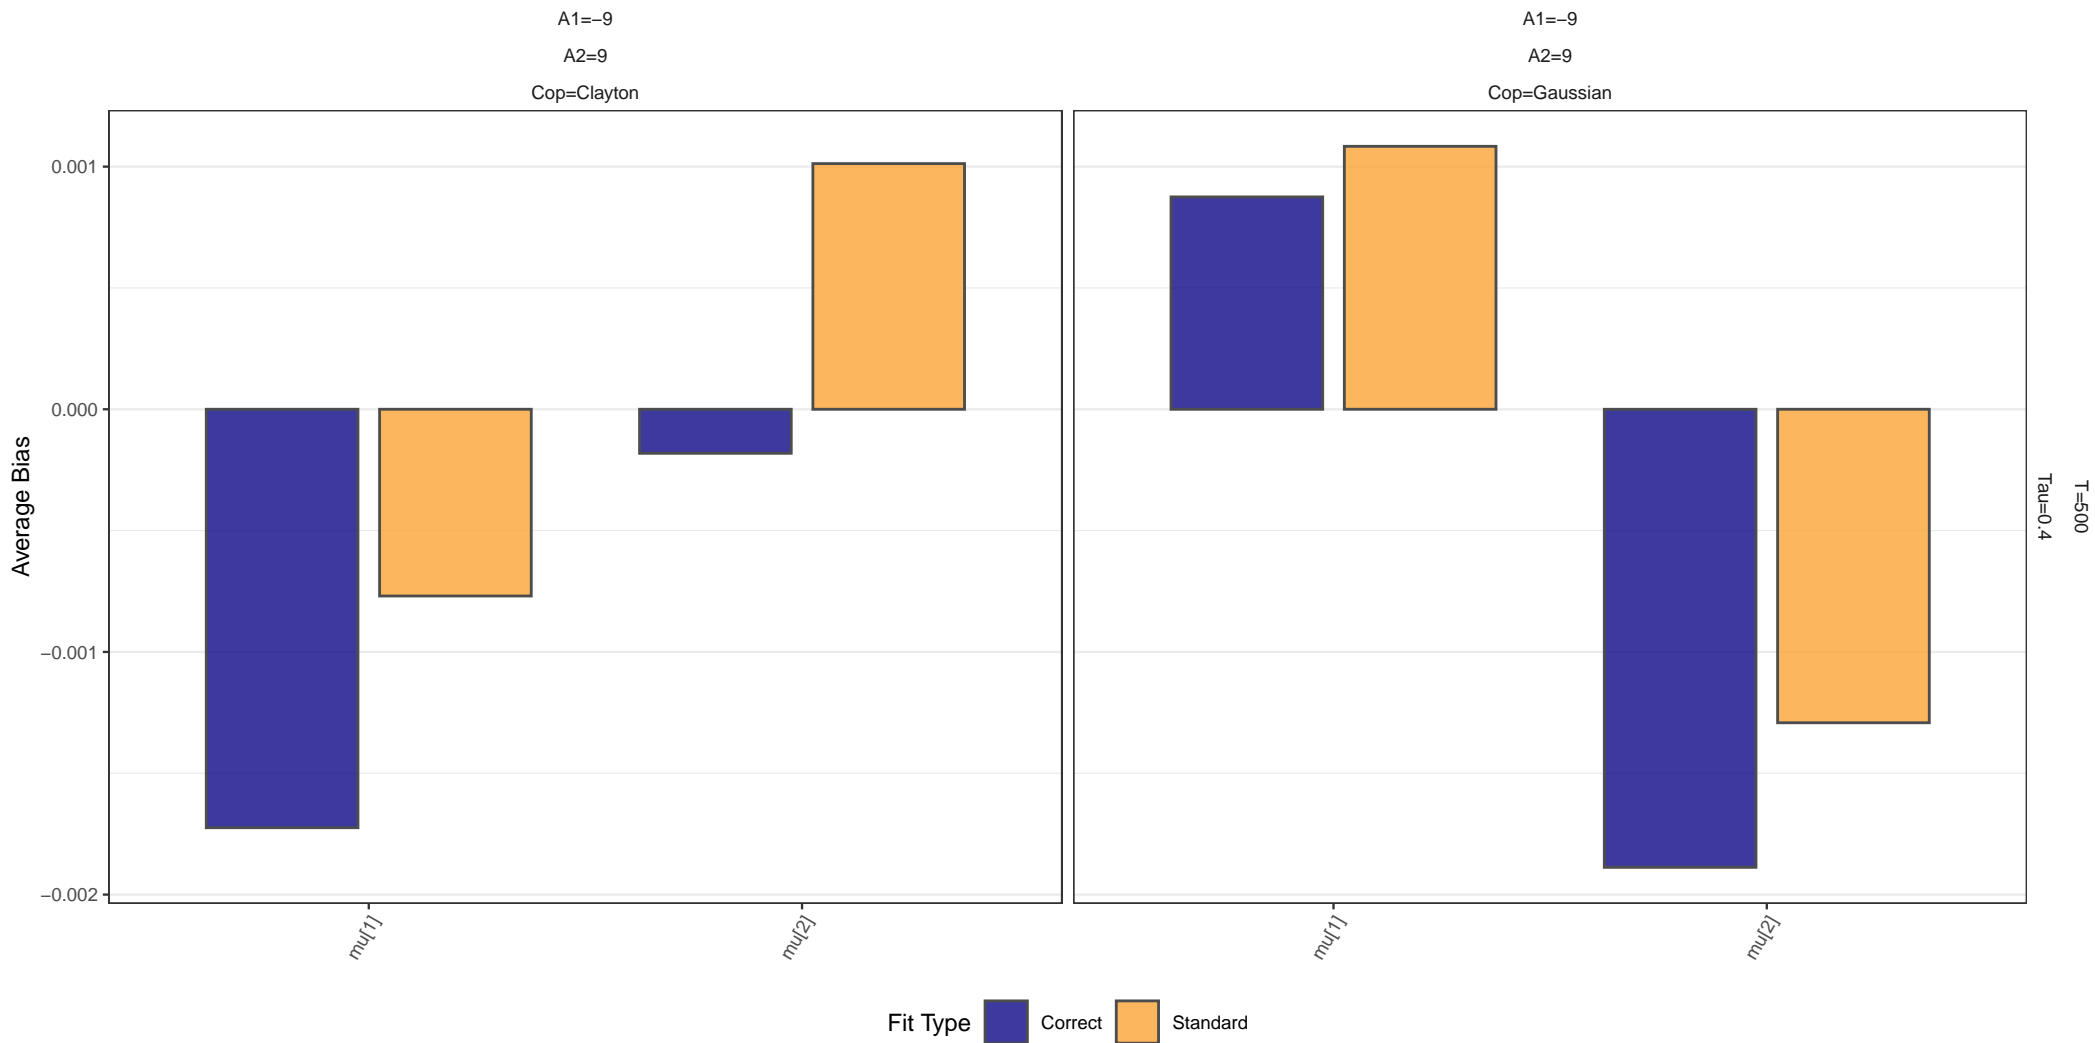 A1=−9
A2=9
Cop=Clayton
A1=−9
A2=9
Cop=Gaussian
Average Bias
0.001
0.000
−0.001
−0.002
T=500
Tau=0.4
mu[1]
mu[2]
mu[1]
mu[2]
Fit Type
Correct
Standard